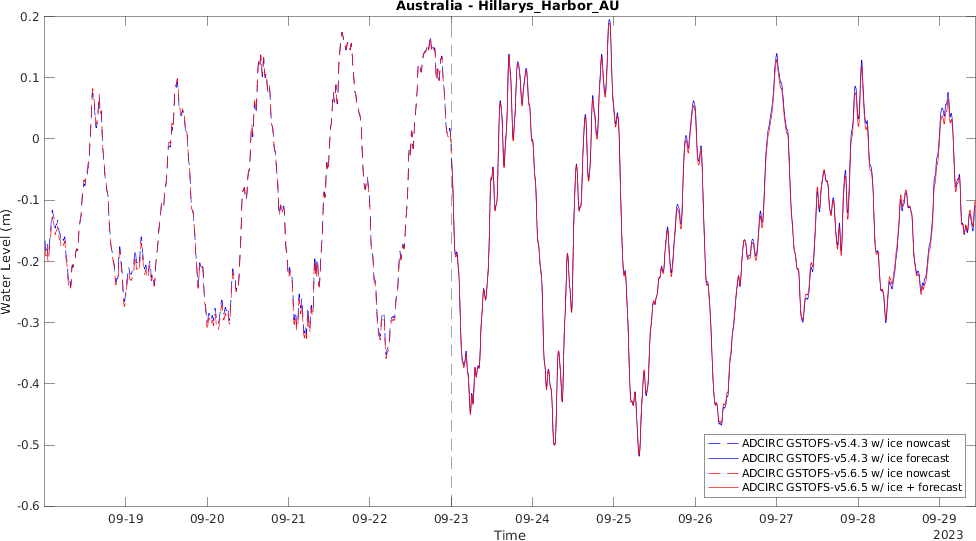 Australia - Hillarys_Harbor_AU
0.2
0.1
0
-0.1
-0.2
-0.3
-0.4
-0.5
-0.6
Water Level (m)
ADCIRC GSTOFS-v5.4.3 w/ ice nowcast
ADCIRC GSTOFS-v5.4.3 w/ ice forecast
ADCIRC GSTOFS-v5.6.5 w/ ice nowcast
ADCIRC GSTOFS-v5.6.5 w/ ice + forecast
09-19 09-20 09-21 09-22 09-23 09-24 09-25 09-26 09-27 09-28 09-29
Time 2023